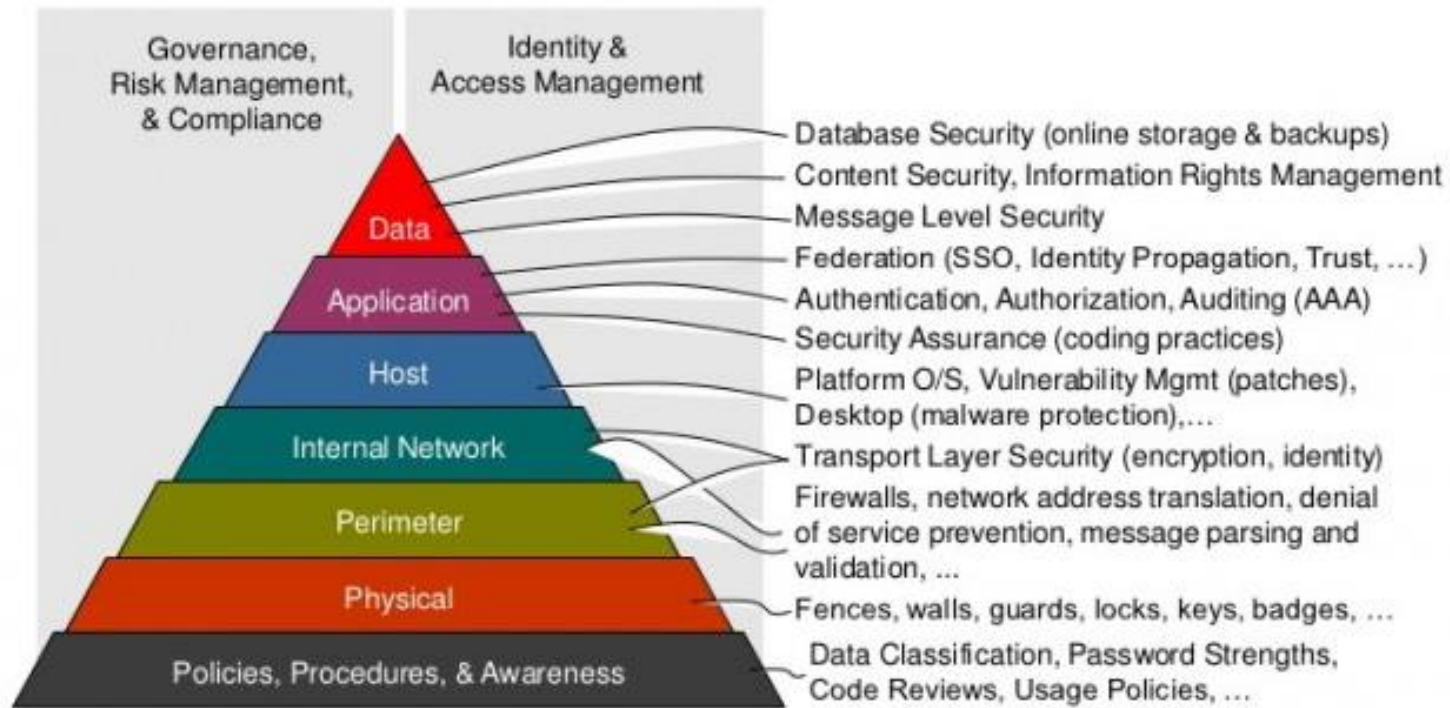 Governance,
Risk Management,
& Compliance
Identity &
Access Management
Data
Application
Host
Internal Network
Perimeter
Physical
Policies, Procedures, & Awareness
Database Security (online storage & backups)
Content Security, Information Rights Management
Message Level Security
Federation (SSO, Identity Propagation, Trust, …)
Authentication, Authorization, Auditing (AAA)
Security Assurance (coding practices)
Platform O/S, Vulnerability Mgmt (patches),
Desktop (malware protection),…
Transport Layer Security (encryption, identity)
Firewalls, network address translation, denial
of service prevention, message parsing and
validation, ...
Fences, walls, guards, locks, keys, badges, …
Data Classification, Password Strengths,
Code Reviews, Usage Policies, …